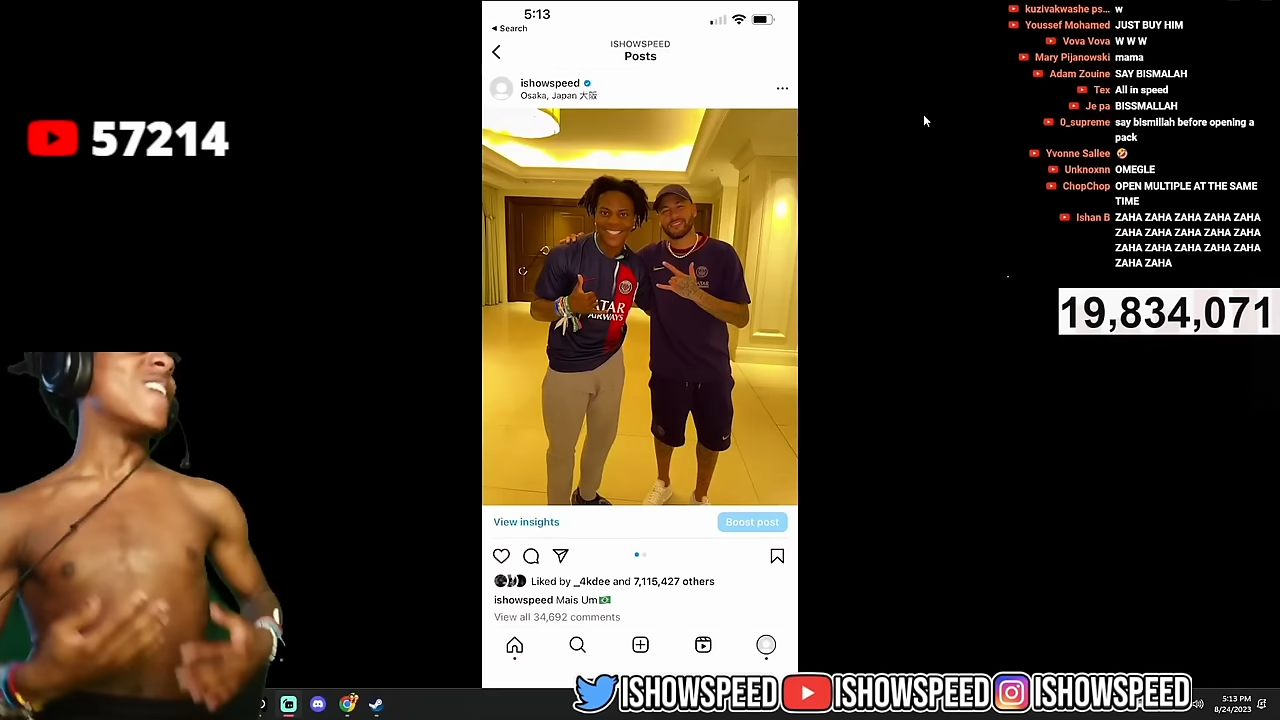 57214
5:13
Search
ISHOWSPEED
Posts
ishowspeed
Osaka, Japan 大阪
QATAR
AIRWAYS
View insights
Boost post
Liked by _4kdee and 7,115,427 others
ishowspeed Mais Um
View all 34,692 comments
kuzivakwashe ps... w
Youssef Mohamed JUST BUY HIM
Vova Vova W W W
Mary Pijanowski mama
Adam Zouine SAY BISMALAH
Tex All in speed
Je pa BISSMALLAH
0_supreme say bismillah before opening a
pack
Yvonne Sallee 🤣
Unknoxnn OMEGLE
ChopChop OPEN MULTIPLE AT THE SAME
TIME
Ishan B ZAHA ZAHA ZAHA ZAHA ZAHA
ZAHA ZAHA ZAHA ZAHA ZAHA
ZAHA ZAHA ZAHA ZAHA ZAHA
ZAHA ZAHA
19,834,071
ISHOWSPEED ISHOWSPEED ISHOWSPEED
5:13 PM
8/24/2023